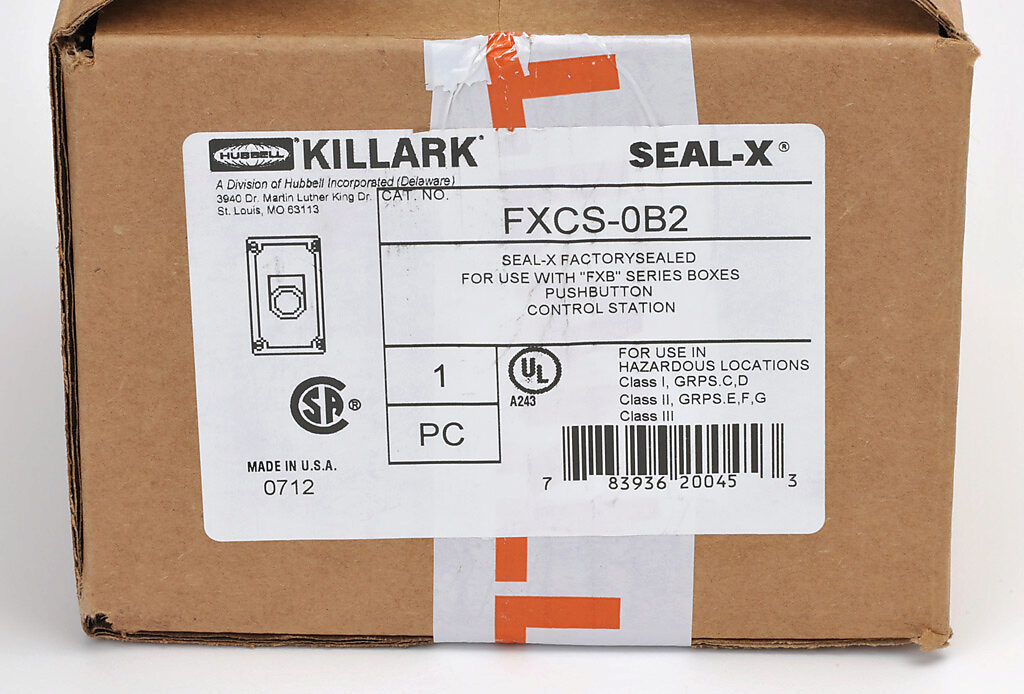 HUBBELL® KILLARK®
SEAL-X®
A Division of Hubbell Incorporated (Delaware)
3940 Dr. Martin Luther King Dr.
St. Louis, MO 63113
CAT. NO.
FXCS-0B2
SEAL-X FACTORYSEALED
FOR USE WITH "FXB" SERIES BOXES
PUSHBUTTON
CONTROL STATION
1
PC
UL
A243
FOR USE IN
HAZARDOUS LOCATIONS
Class I, GRPS.C,D
Class II, GRPS.E,F,G
Class III
SA®
MADE IN U.S.A.
0712
7 83936 20045 3